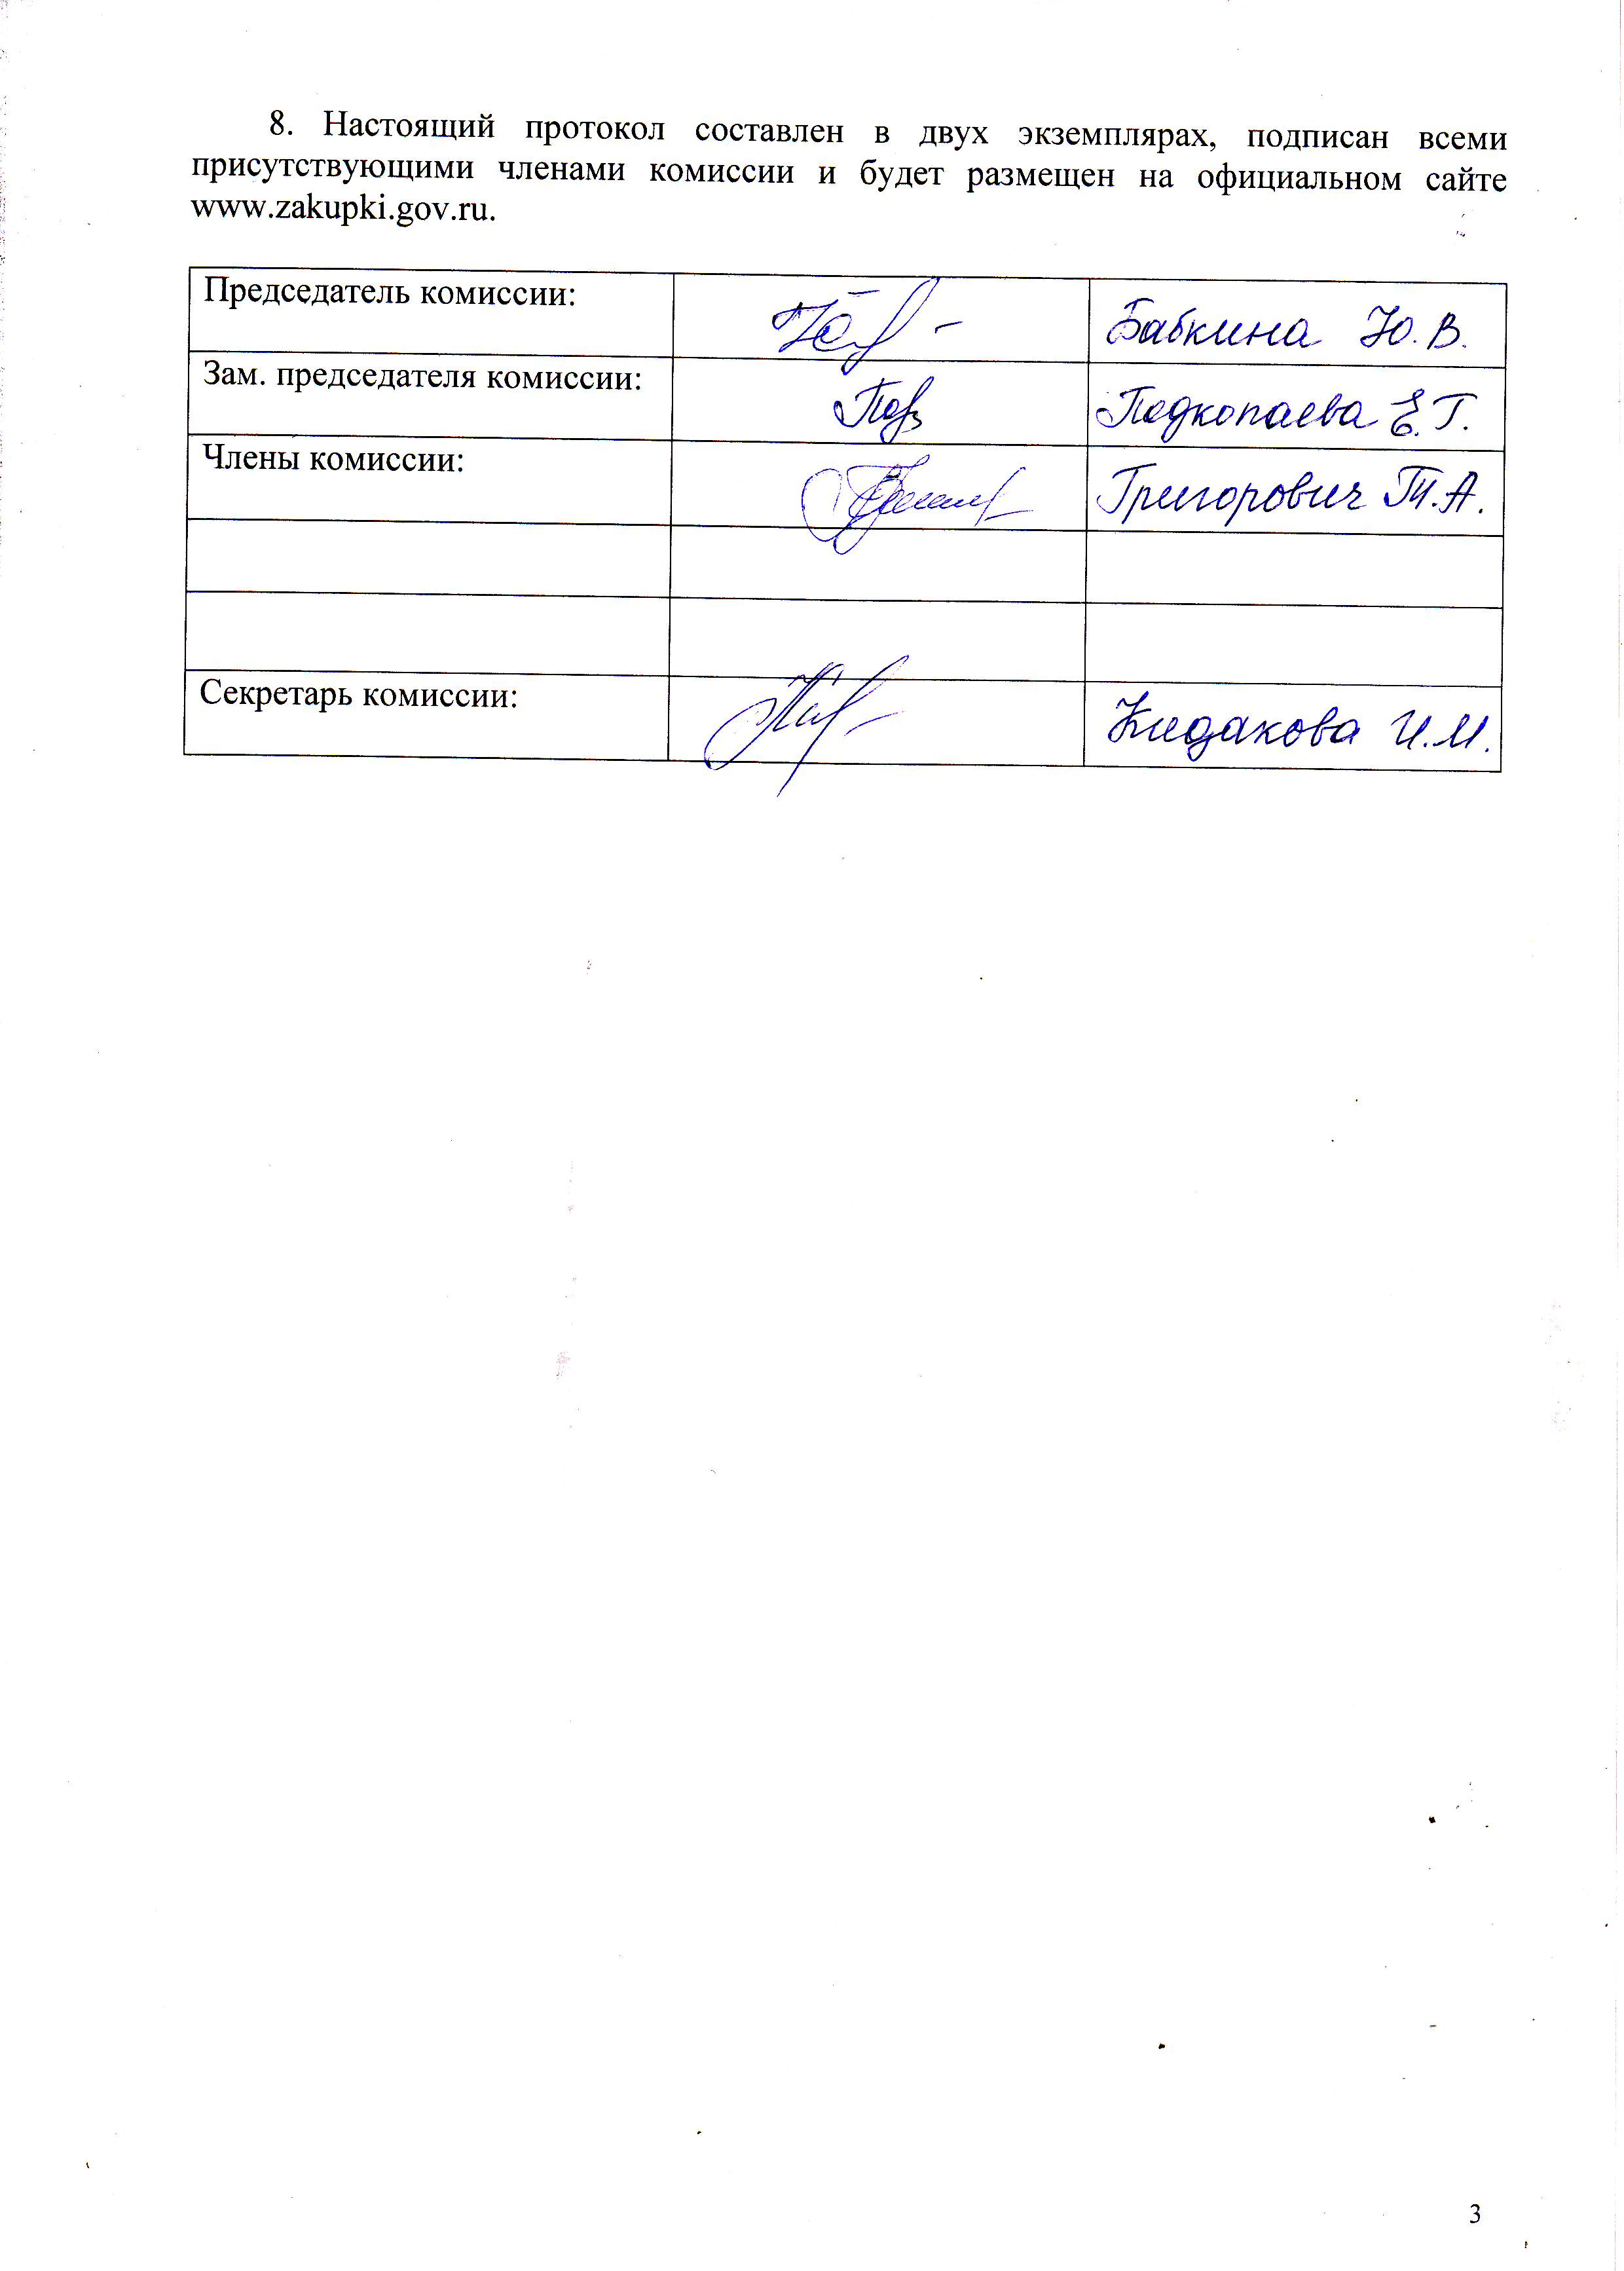 8. Настоящий протокол составлен в двух экземплярах, подписан всеми
присутствующими членами комиссии и будет размещен на официальном сайте
www.zakupki.gov.ru.
Председатель комиссии: Бабкина Ю.В.
Зам. председателя комиссии: Подкопаева Е.Г.
Члены комиссии: Григорович Т.А.
Секретарь комиссии: Кидакова И.М.
3